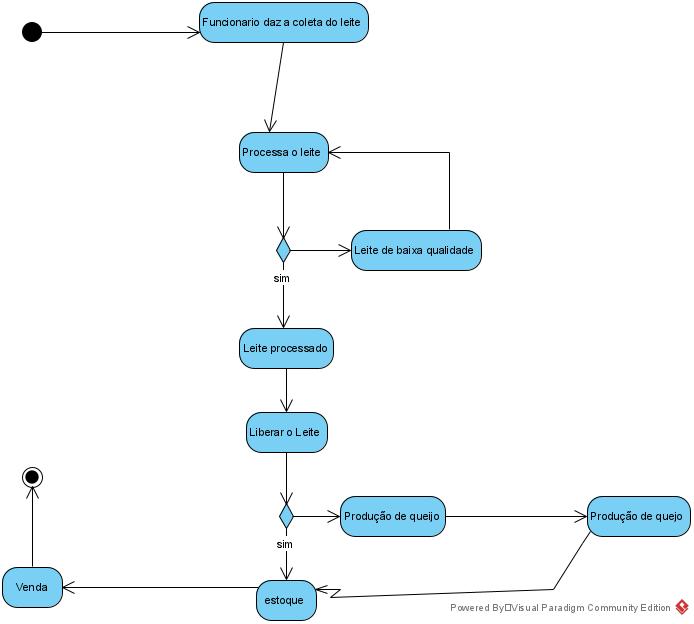 Funcionario daz a coleta do leite
Processa o leite
Leite de baixa qualidade
sim
Leite processado
Liberar o Leite
Produção de queijo
Produção de quejo
sim
Venda
estoque
Powered By Visual Paradigm Community Edition